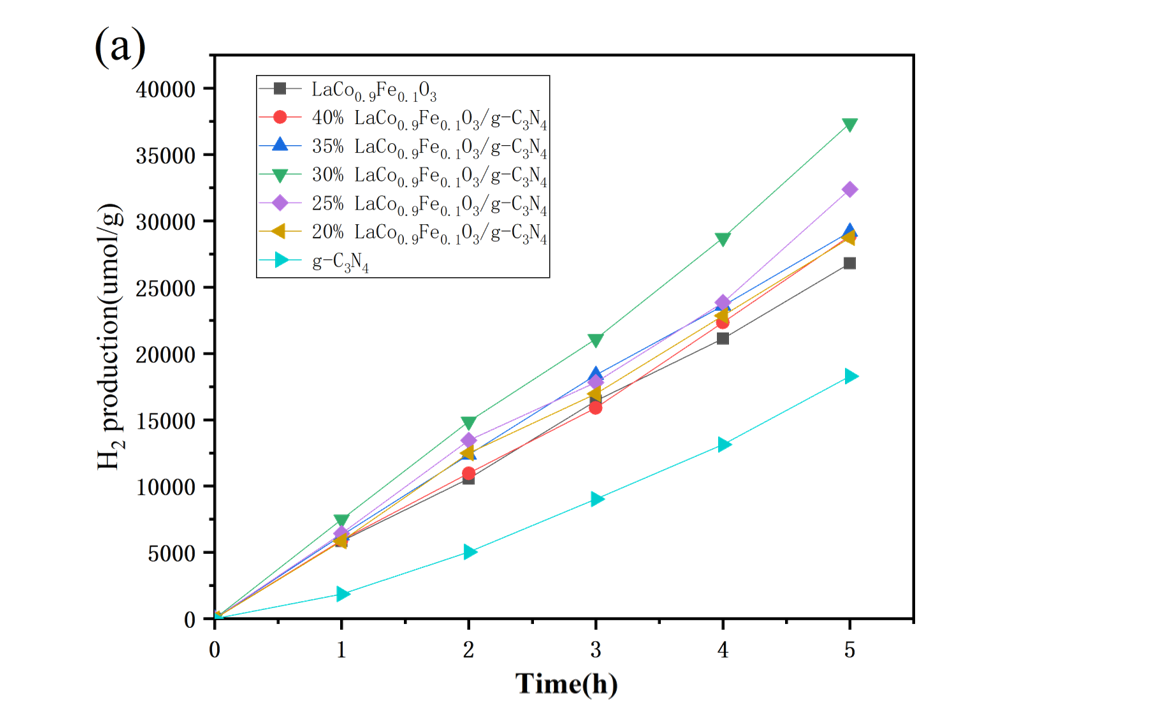 (a)
LaCo0.9Fe0.1O3
40% LaCo0.9Fe0.1O3/g-C3N4
35% LaCo0.9Fe0.1O3/g-C3N4
30% LaCo0.9Fe0.1O3/g-C3N4
25% LaCo0.9Fe0.1O3/g-C3N4
20% LaCo0.9Fe0.1O3/g-C3N4
g-C3N4
H2 production(umol/g)
40000
35000
30000
25000
20000
15000
10000
5000
0
0 1 2 3 4 5
Time(h)